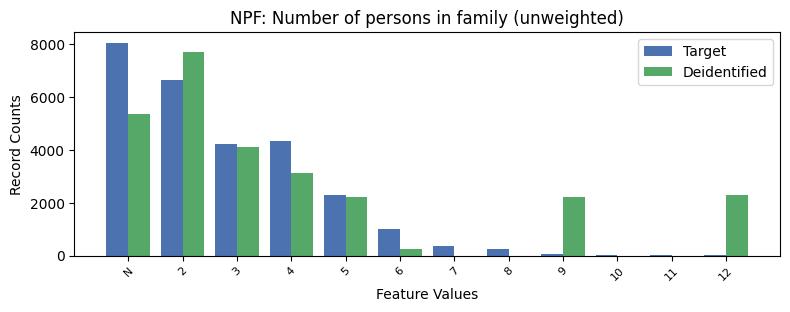 NPF: Number of persons in family (unweighted)
Target
Deidentified
Record Counts
8000
6000
4000
2000
0
N 2 3 4 5 6 7 8 9 10 11 12
Feature Values